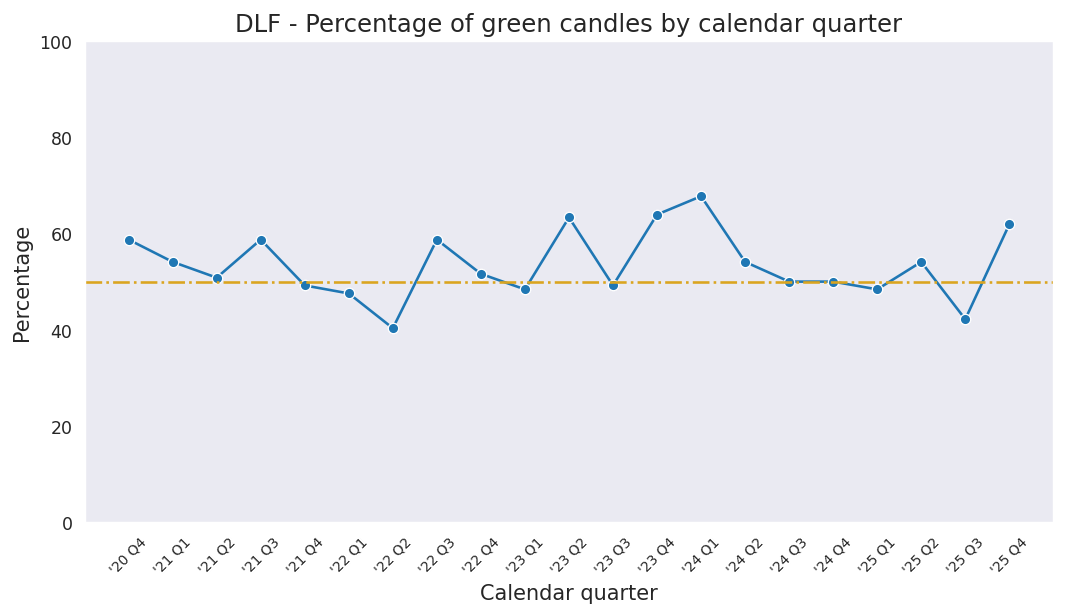 DLF - Percentage of green candles by calendar quarter
100
80
60
40
20
0
Percentage
'20 Q4
'21 Q1
'21 Q2
'21 Q3
'21 Q4
'22 Q1
'22 Q2
'22 Q3
'22 Q4
'23 Q1
'23 Q2
'23 Q3
'23 Q4
'24 Q1
'24 Q2
'24 Q3
'24 Q4
'25 Q1
'25 Q2
'25 Q3
'25 Q4
Calendar quarter